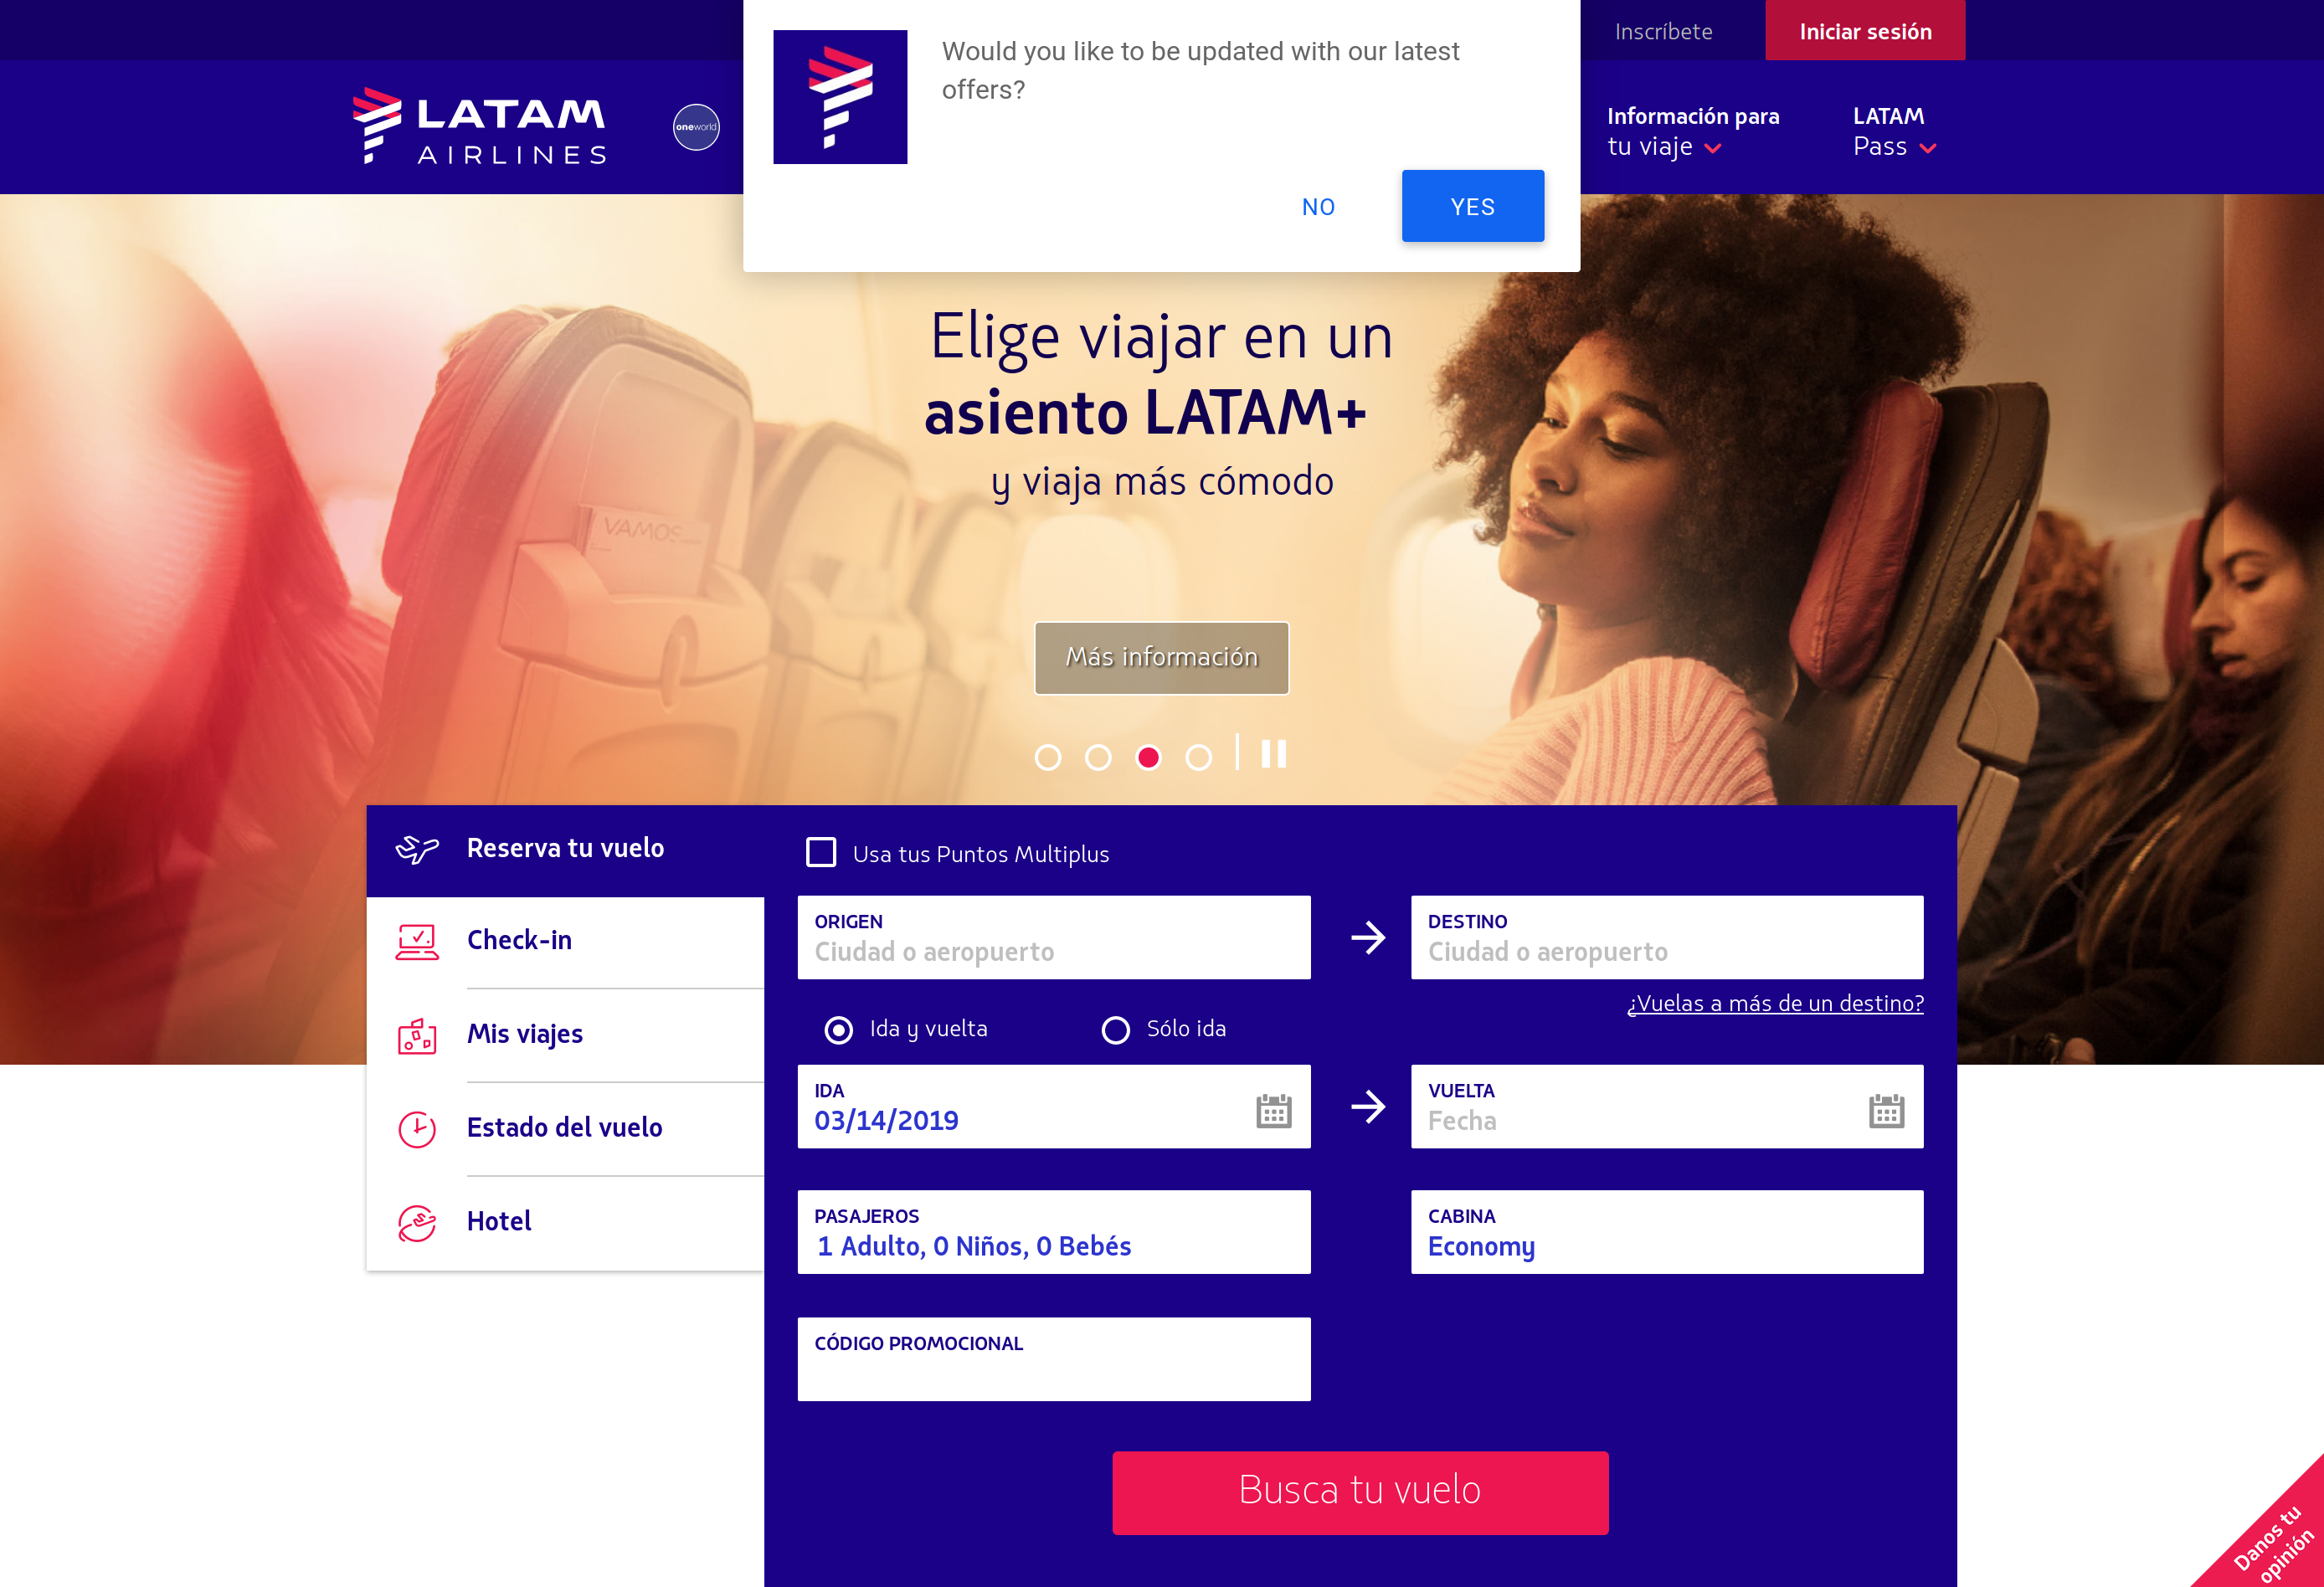 Would you like to be updated with our latest
offers?
NO
YES
Inscríbete
Iniciar sesión
LATAM
AIRLINES
oneworld
Información para
tu viaje
LATAM
Pass
Elige viajar en un
asiento LATAM+
y viaja más cómodo
VAMOS
Más información
Reserva tu vuelo
Check-in
Mis viajes
Estado del vuelo
Hotel
Usa tus Puntos Multiplus
ORIGEN
Ciudad o aeropuerto
DESTINO
Ciudad o aeropuerto
¿Vuelas a más de un destino?
Ida y vuelta
Sólo ida
IDA
03/14/2019
VUELTA
Fecha
PASAJEROS
1 Adulto, 0 Niños, 0 Bebés
CABINA
Economy
CÓDIGO PROMOCIONAL
Busca tu vuelo
Danos tu
opinión